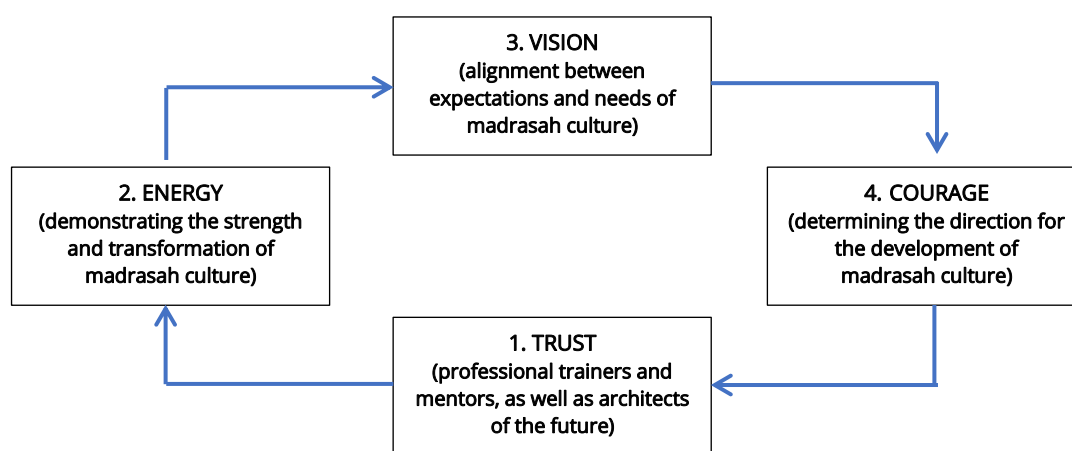 3. VISION
(alignment between
expectations and needs of
madrasah culture)
2. ENERGY
(demonstrating the strength
and transformation of
madrasah culture)
4. COURAGE
(determining the direction for
the development of
madrasah culture)
1. TRUST
(professional trainers and
mentors, as well as architects
of the future)